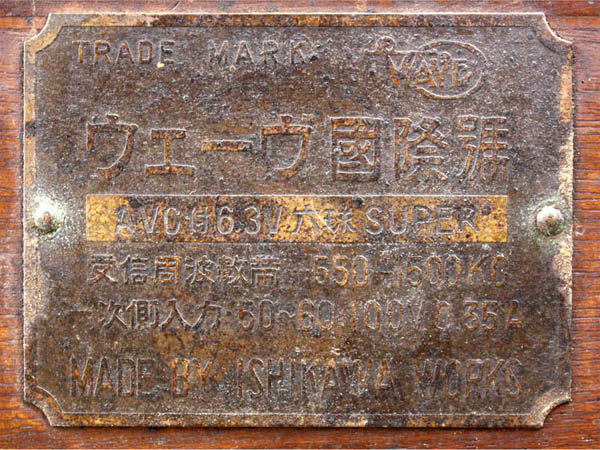 TRADE MARK WAVE
ウェーヴ國際號
AVC付6.3V六球SUPER
受信周波數帶 550-1500KC
一次側入力 50~60 100V 0.35A
MADE BY ISHIKAWA WORKS